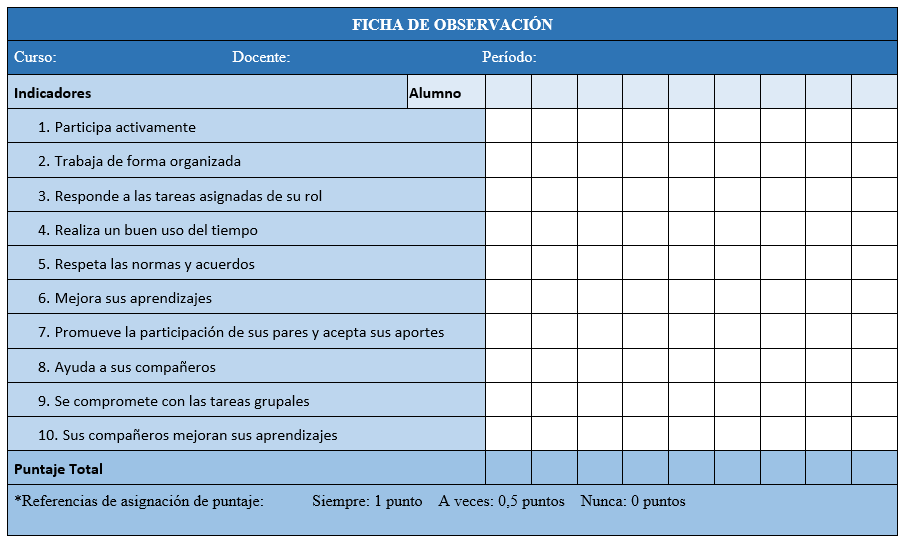 FICHA DE OBSERVACIÓN
Curso: Docente: Período:
Indicadores Alumno
1. Participa activamente
2. Trabaja de forma organizada
3. Responde a las tareas asignadas de su rol
4. Realiza un buen uso del tiempo
5. Respeta las normas y acuerdos
6. Mejora sus aprendizajes
7. Promueve la participación de sus pares y acepta sus aportes
8. Ayuda a sus compañeros
9. Se compromete con las tareas grupales
10. Sus compañeros mejoran sus aprendizajes
Puntaje Total
*Referencias de asignación de puntaje: Siempre: 1 punto A veces: 0,5 puntos Nunca: 0 puntos